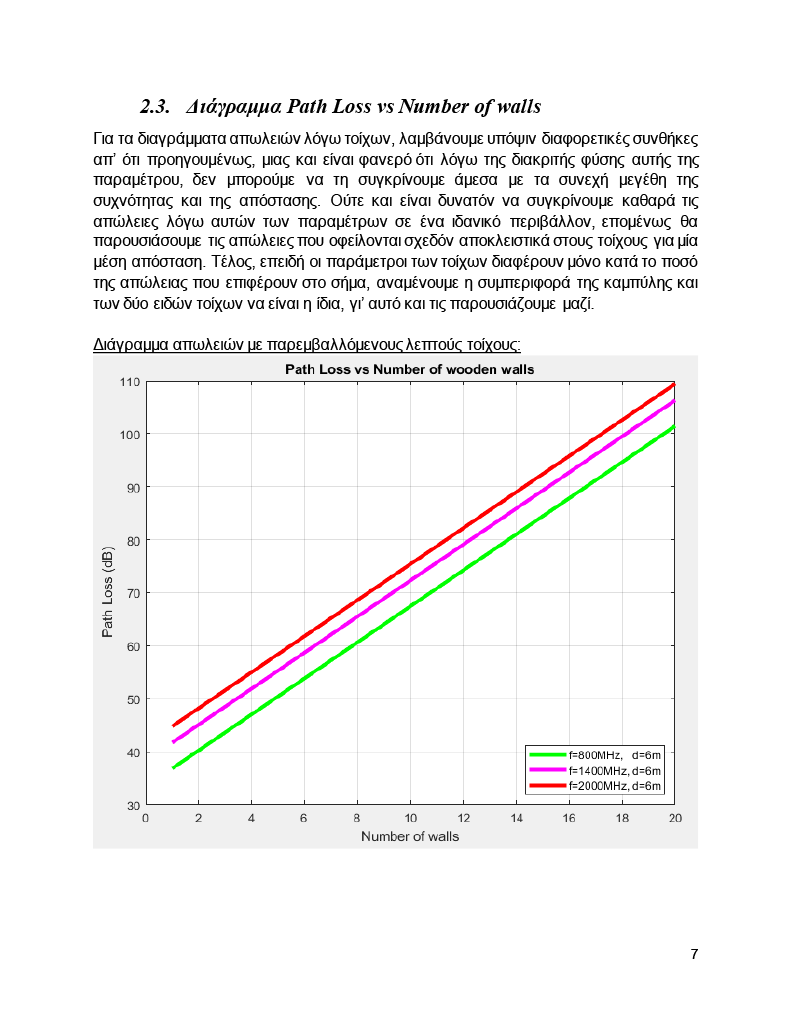 2.3. Διάγραμμα Path Loss vs Number of walls
Για τα διαγράμματα απωλειών λόγω τοίχων, λαμβάνουμε υπόψιν διαφορετικές συνθήκες
απ’ ότι προηγουμένως, μιας και είναι φανερό ότι λόγω της διακριτής φύσης αυτής της
παραμέτρου, δεν μπορούμε να τη συγκρίνουμε άμεσα με τα συνεχή μεγέθη της
συχνότητας και της απόστασης. Ούτε και είναι δυνατόν να συγκρίνουμε καθαρά τις
απώλειες λόγω αυτών των παραμέτρων σε ένα ιδανικό περιβάλλον, επομένως θα
παρουσιάσουμε τις απώλειες που οφείλονται σχεδόν αποκλειστικά στους τοίχους για μία
μέση απόσταση. Τέλος, επειδή οι παράμετροι των τοίχων διαφέρουν μόνο κατά το ποσό
της απώλειας που επιφέρουν στο σήμα, αναμένουμε η συμπεριφορά της καμπύλης και
των δύο ειδών τοίχων να είναι η ίδια, γι’ αυτό και τις παρουσιάζουμε μαζί.
Διάγραμμα απωλειών με παρεμβαλλόμενους λεπτούς τοίχους:
Path Loss vs Number of wooden walls
110
100
90
80
70
60
50
40
30
Path Loss (dB)
f=800MHz, d=6m
f=1400MHz, d=6m
f=2000MHz, d=6m
0 2 4 6 8 10 12 14 16 18 20
Number of walls
7